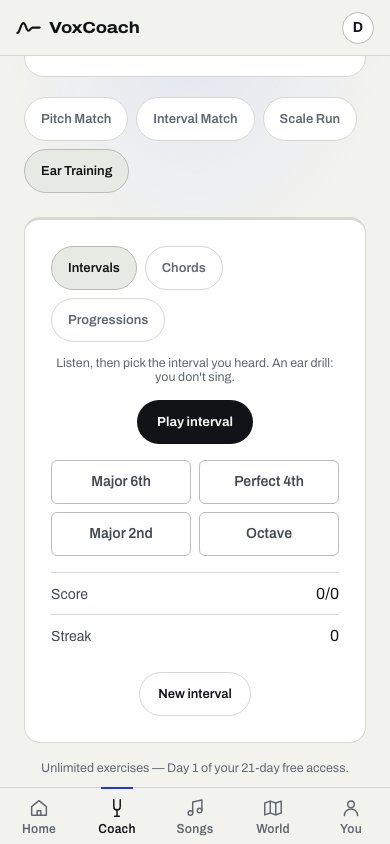 VoxCoach
D
Pitch Match
Interval Match
Scale Run
Ear Training
Intervals
Chords
Progressions
Listen, then pick the interval you heard. An ear drill:
you don't sing.
Play interval
Major 6th
Perfect 4th
Major 2nd
Octave
Score 0/0
Streak 0
New interval
Unlimited exercises — Day 1 of your 21-day free access.
Home
Coach
Songs
World
You